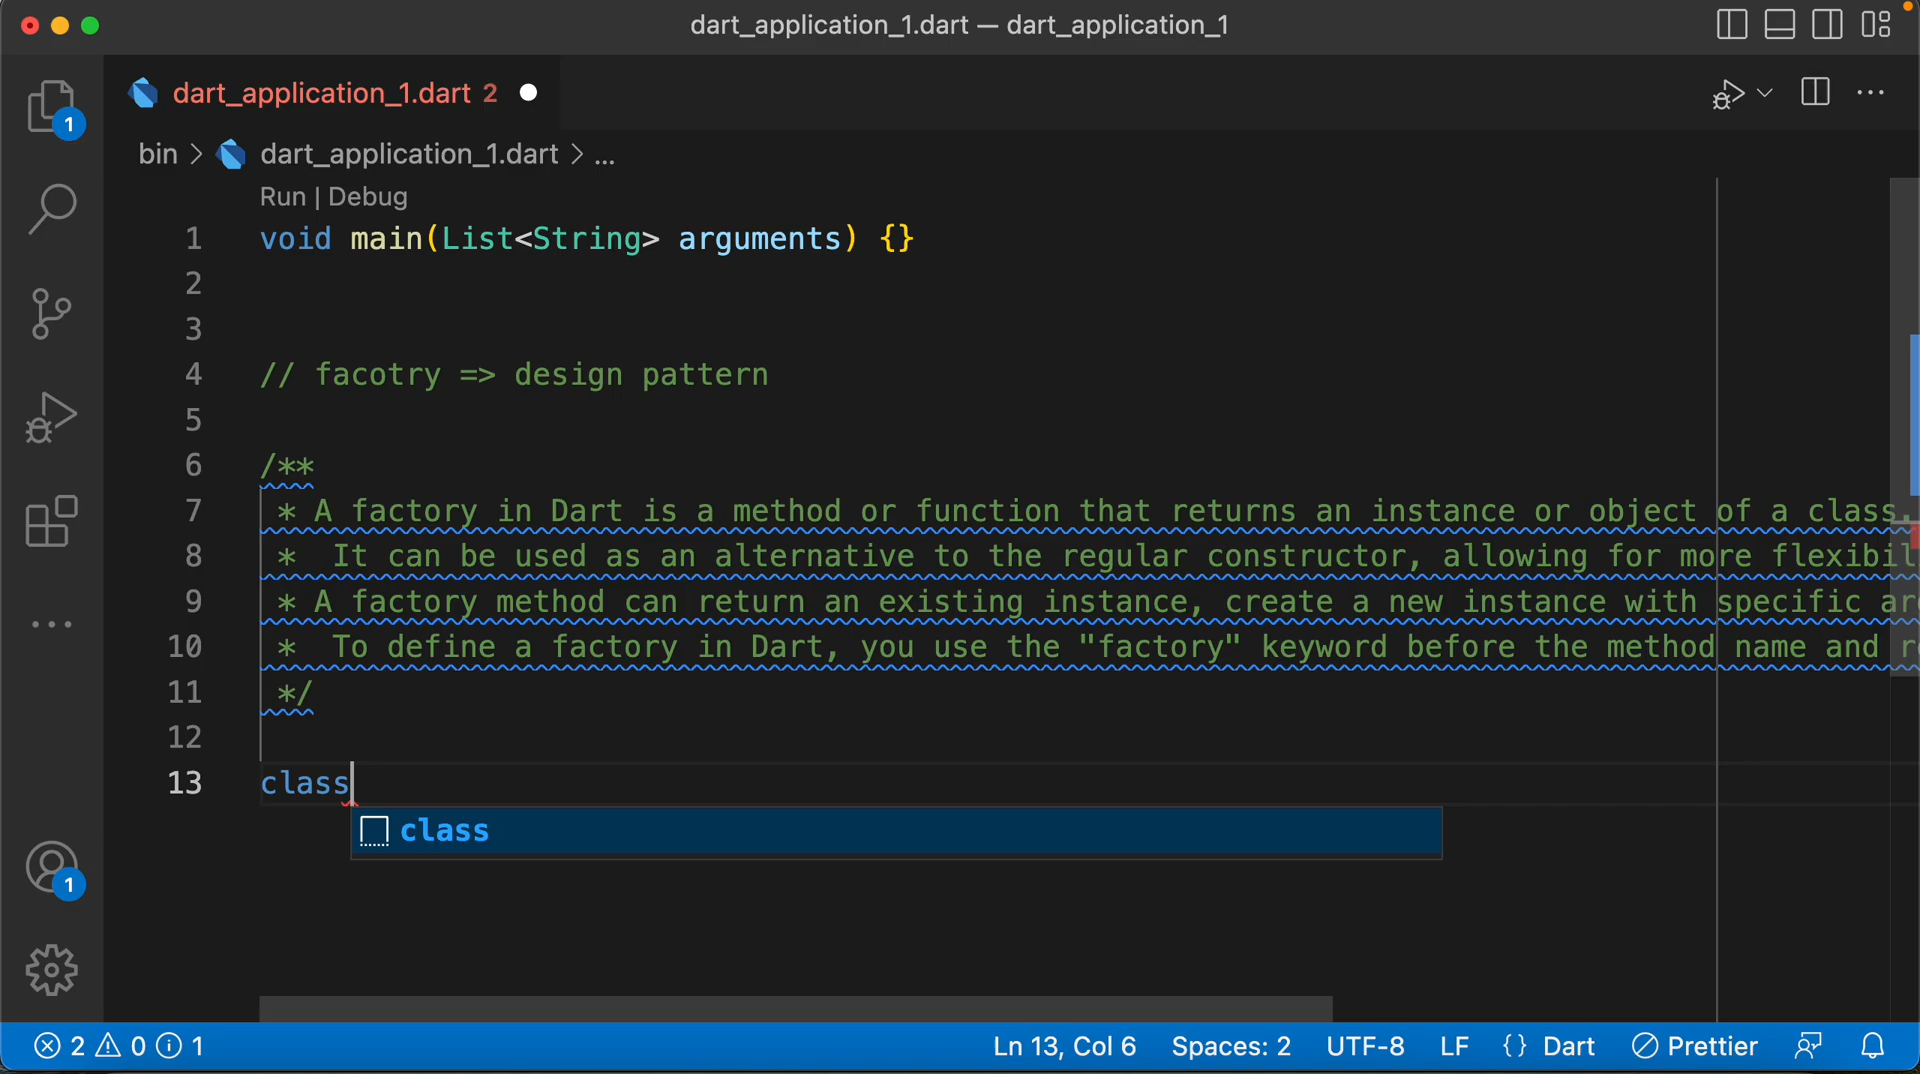 dart_application_1.dart — dart_application_1
1
dart_application_1.dart 2
bin > dart_application_1.dart > ...
Run | Debug
1 void main(List<String> arguments) {}
2
3
4 // facotry => design pattern
5
6 /**
7 * A factory in Dart is a method or function that returns an instance or object of a class.
8 * It can be used as an alternative to the regular constructor, allowing for more flexibil
9 * A factory method can return an existing instance, create a new instance with specific ar
10 * To define a factory in Dart, you use the "factory" keyword before the method name and r
11 */
12
13 class
class
1
2 0 1 Ln 13, Col 6 Spaces: 2 UTF-8 LF {} Dart Prettier